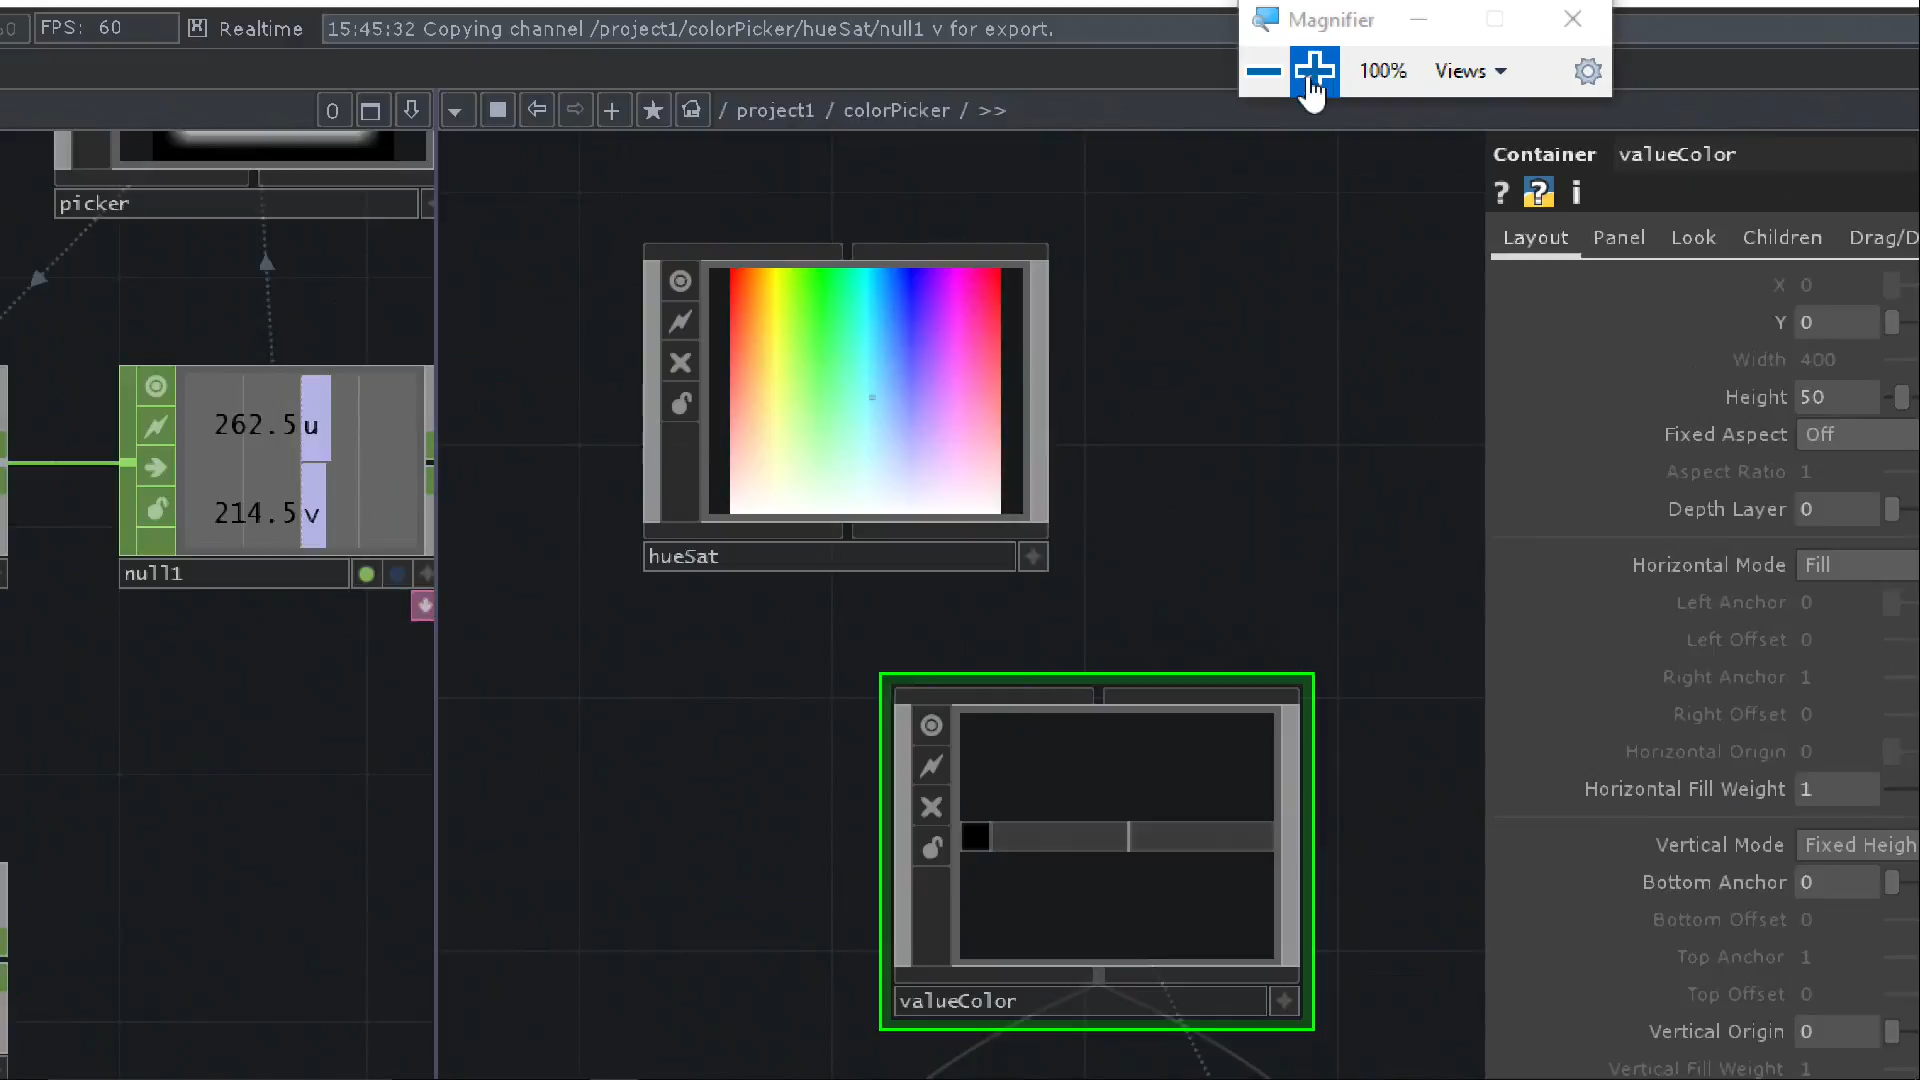 FPS: 60
Realtime
15:45:32 Copying channel /project1/colorPicker/hueSat/null1 v for export.
Magnifier
100%
Views
0
/ project1 / colorPicker / >>
picker
262.5 u
214.5 v
null1
hueSat
valueColor
Container valueColor
? ? i
Layout Panel Look Children Drag/D
X 0
Y 0
Width 400
Height 50
Fixed Aspect Off
Aspect Ratio 1
Depth Layer 0
Horizontal Mode Fill
Left Anchor 0
Left Offset 0
Right Anchor 1
Right Offset 0
Horizontal Origin 0
Horizontal Fill Weight 1
Vertical Mode Fixed Heigh
Bottom Anchor 0
Bottom Offset 0
Top Anchor 1
Top Offset 0
Vertical Origin 0
Vertical Fill Weight 1